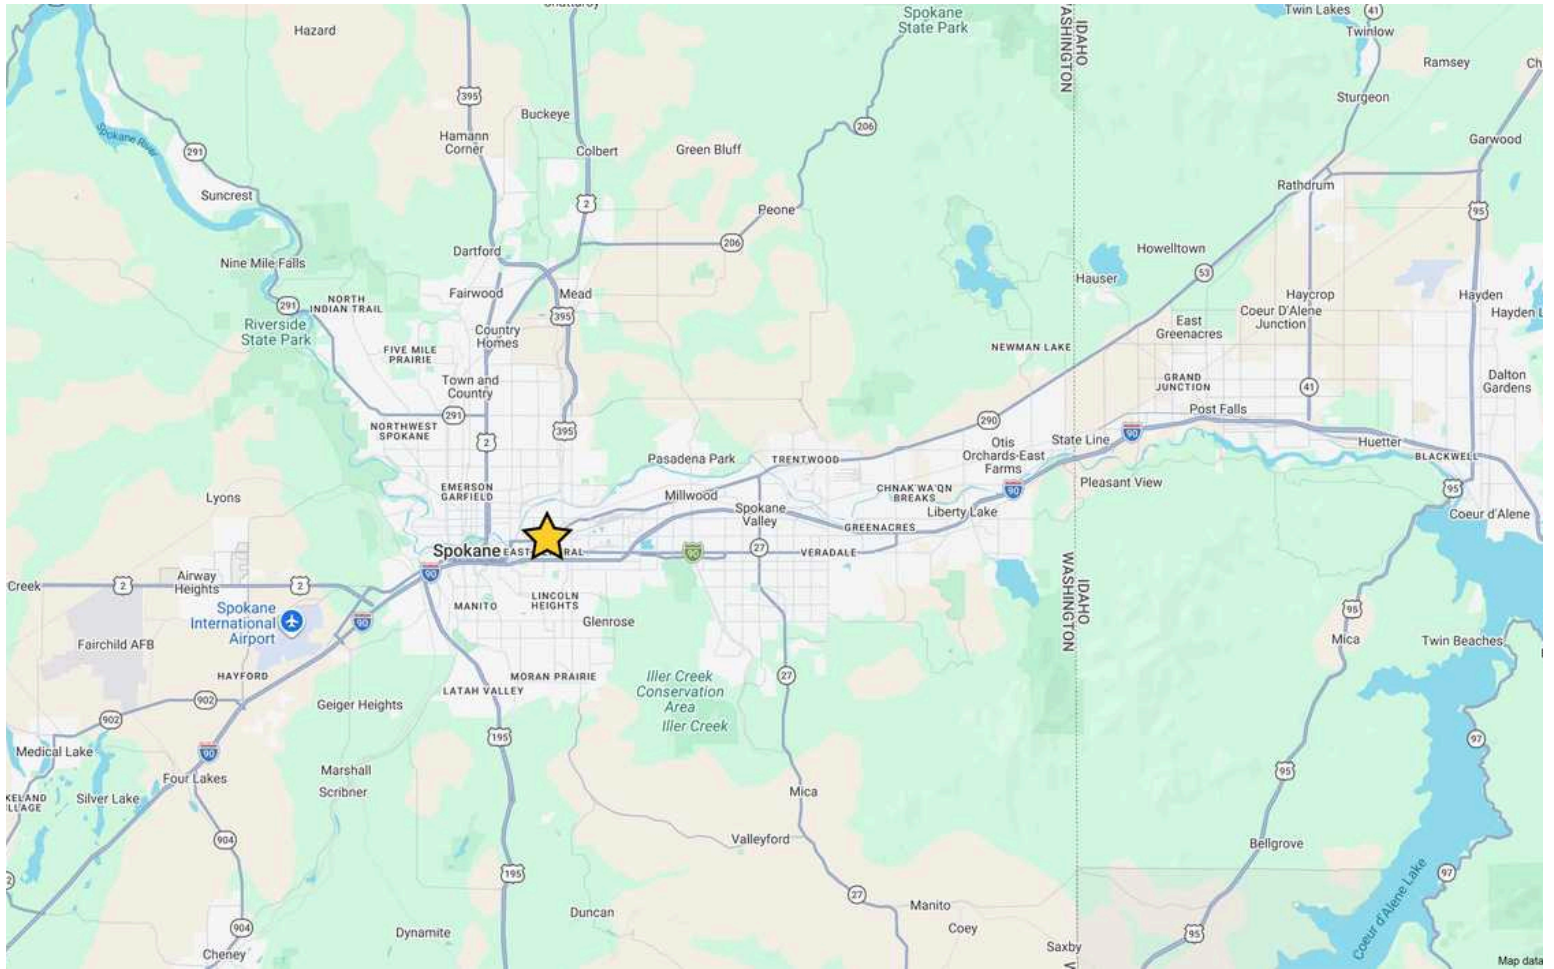 Spokane
State Park
Twin Lakes
41
Twinlow
Hazard
IDAHO
WASHINGTON
Ramsey
Ch
395
Sturgeon
Buckeye
206
Spokane River
291
Hamann
Corner
Colbert
Green Bluff
Garwood
Suncrest
2
Peone
Rathdrum
95
206
Dartford
Howelltown
Nine Mile Falls
53
Hauser
Fairwood
Mead
Haycrop
Hayden
291
NORTH
INDIAN TRAIL
395
Coeur D'Alene
Junction
Hayden L
Riverside
State Park
Country
Homes
East
Greenacres
FIVE MILE
PRAIRIE
NEWMAN LAKE
Town and
Country
GRAND
JUNCTION
41
Dalton
Gardens
291
Post Falls
NORTHWEST
SPOKANE
395
290
2
Otis
Orchards-East
Farms
State Line
90
Huetter
Pasadena Park
TRENTWOOD
BLACKWELL
EMERSON
GARFIELD
Millwood
CHNAK'WA'QN
BREAKS
90
Pleasant View
95
Lyons
Spokane
Valley
Liberty Lake
Coeur d'Alene
GREENACRES
Spokane
90
27
VERADALE
IDAHO
WASHINGTON
Creek
2
Airway
Heights
2
90
MANITO
LINCOLN
HEIGHTS
95
Spokane
International
Airport
90
Glenrose
Fairchild AFB
Mica
Twin Beaches
HAYFORD
MORAN PRAIRIE
Iller Creek
Conservation
Area
27
LATAH VALLEY
902
Geiger Heights
Iller Creek
902
195
97
Medical Lake
90
Four Lakes
Marshall
95
Scribner
Silver Lake
Mica
904
Valleyford
Bellgrove
195
97
27
Manito
Coeur d'Alene Lake
Duncan
904
Dynamite
Coey
95
Cheney
Saxby
Map data